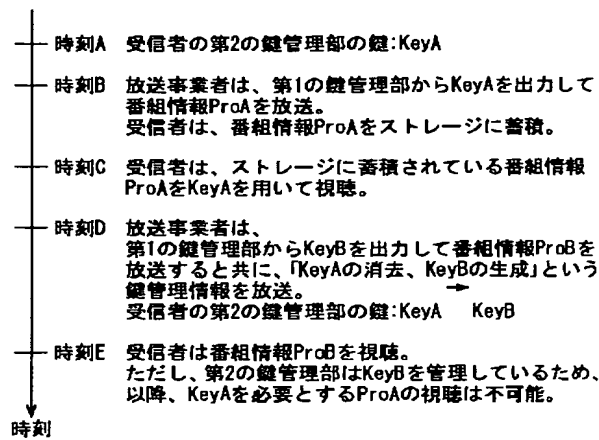 時刻A 受信者の第2の鍵管理部の鍵:KeyA
時刻B 放送事業者は、第1の鍵管理部からKeyAを出力して
番組情報ProAを放送。
受信者は、番組情報ProAをストレージに蓄積。
時刻C 受信者は、ストレージに蓄積されている番組情報
ProAをKeyAを用いて視聴。
時刻D 放送事業者は、
第1の鍵管理部からKeyBを出力して番組情報ProBを
放送すると共に、「KeyAの消去、KeyBの生成」という
鍵管理情報を放送。
受信者の第2の鍵管理部の鍵:KeyA → KeyB
時刻E 受信者は番組情報ProBを視聴。
ただし、第2の鍵管理部はKeyBを管理しているため、
以降、KeyAを必要とするProAの視聴は不可能。
時刻